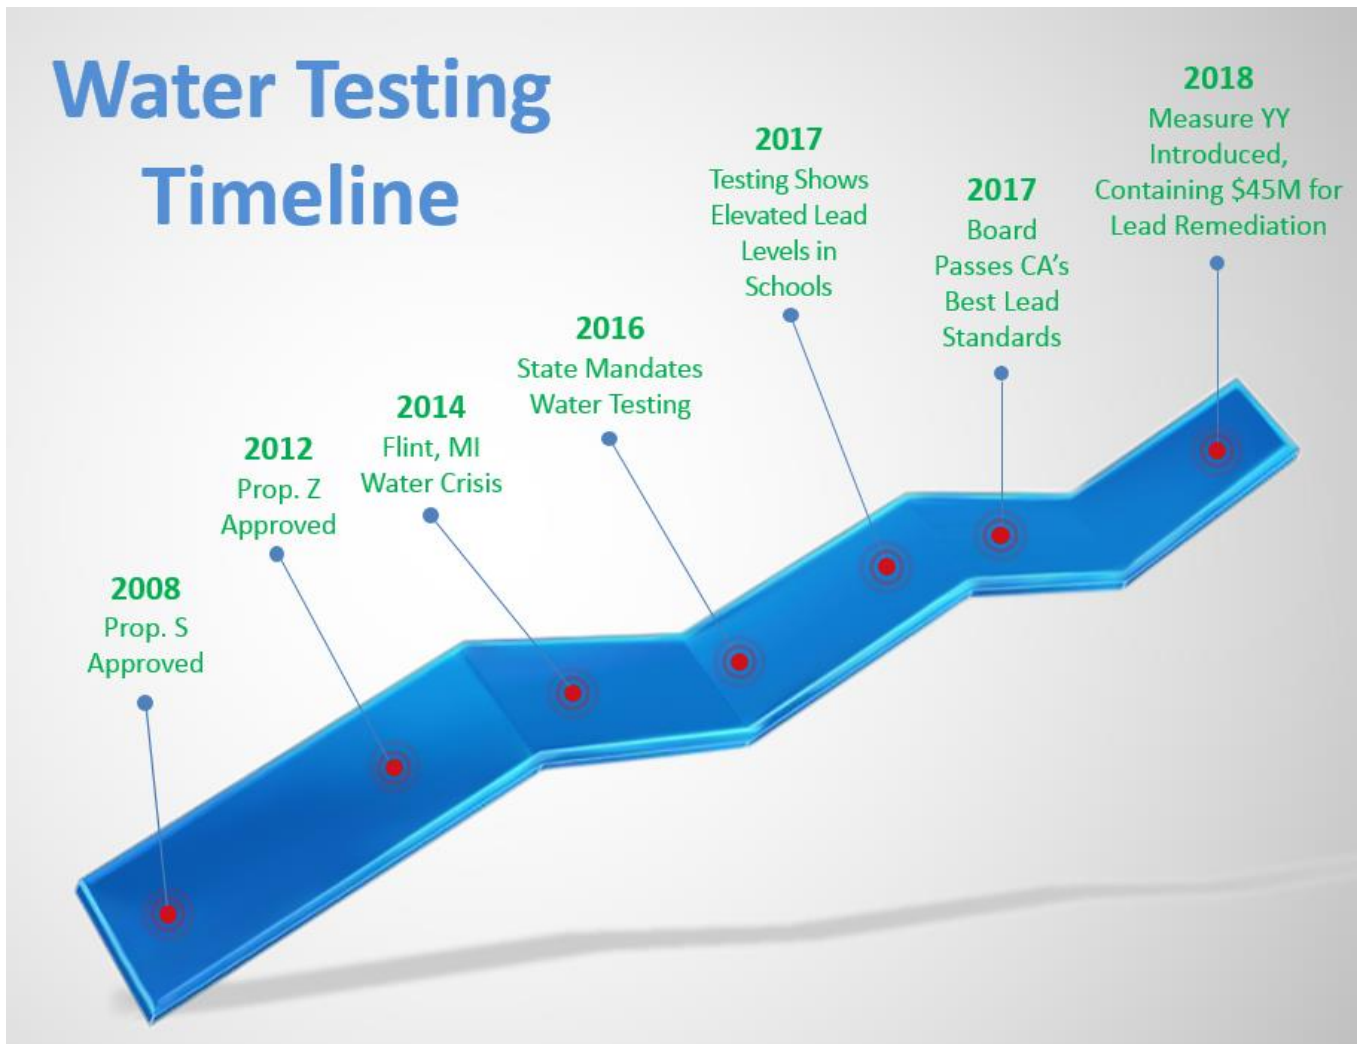 Water Testing
Timeline
2008
Prop. S
Approved
2012
Prop. Z
Approved
2014
Flint, MI
Water Crisis
2016
State Mandates
Water Testing
2017
Testing Shows
Elevated Lead
Levels in
Schools
2017
Board
Passes CA’s
Best Lead
Standards
2018
Measure YY
Introduced,
Containing $45M for
Lead Remediation